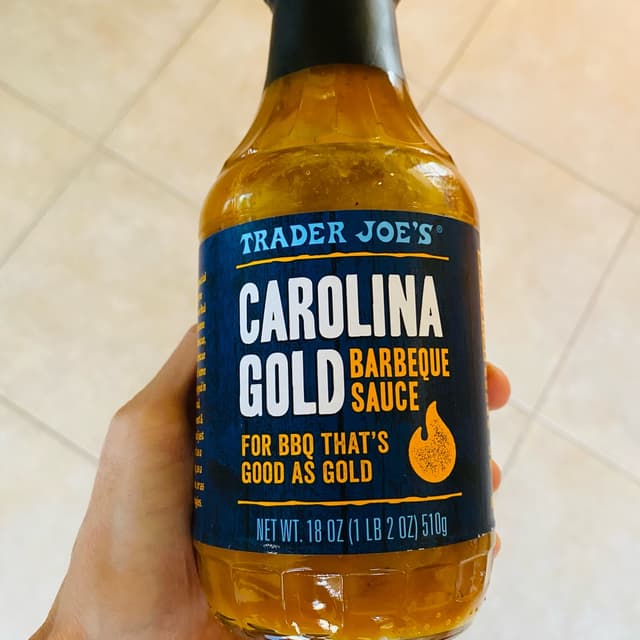 TRADER JOE'S®
CAROLINA
GOLD BARBEQUE
SAUCE
FOR BBQ THAT'S
GOOD AS GOLD
NET WT. 18 OZ (1 LB 2 OZ) 510g